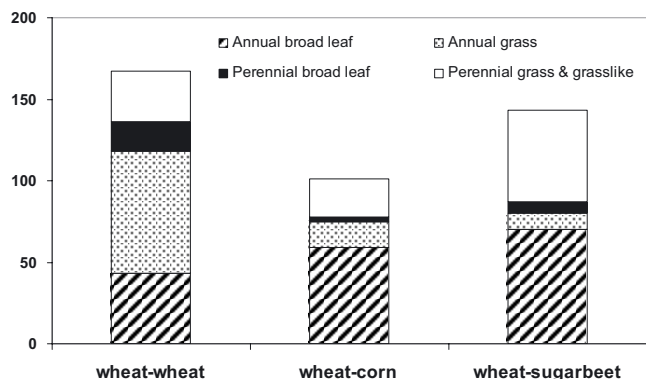 200
Annual broad leaf Annual grass
Perennial broad leaf Perennial grass & grasslike
150
100
50
0
wheat-wheat wheat-corn wheat-sugarbeet